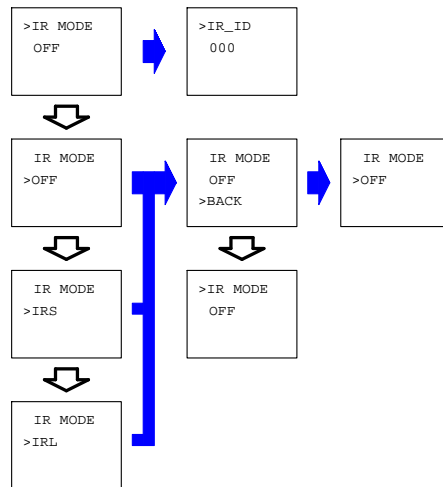 >IR MODE
OFF
>IR_ID
000
IR MODE
>OFF
IR MODE
OFF
>BACK
IR MODE
>OFF
IR MODE
>IRS
>IR MODE
OFF
IR MODE
>IRL